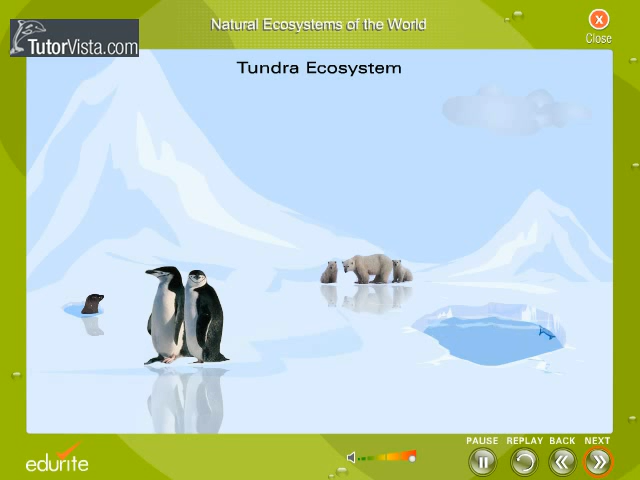 Natural Ecosystems of the World
X
Close
TutorVista.com
Tundra Ecosystem
PAUSE REPLAY BACK NEXT
edurite